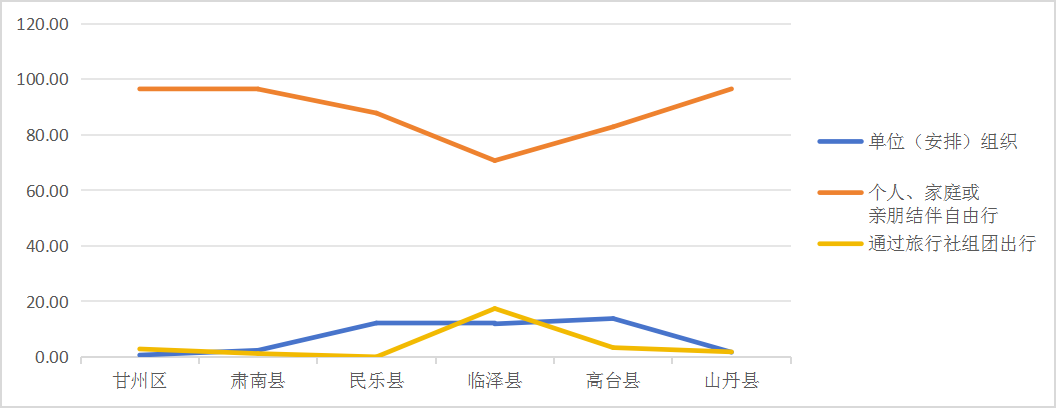 120.00
100.00
80.00
60.00
40.00
20.00
0.00
甘州区
肃南县
民乐县
临泽县
高台县
山丹县
单位（安排）组织
个人、家庭或
亲朋结伴自由行
通过旅行社组团出行